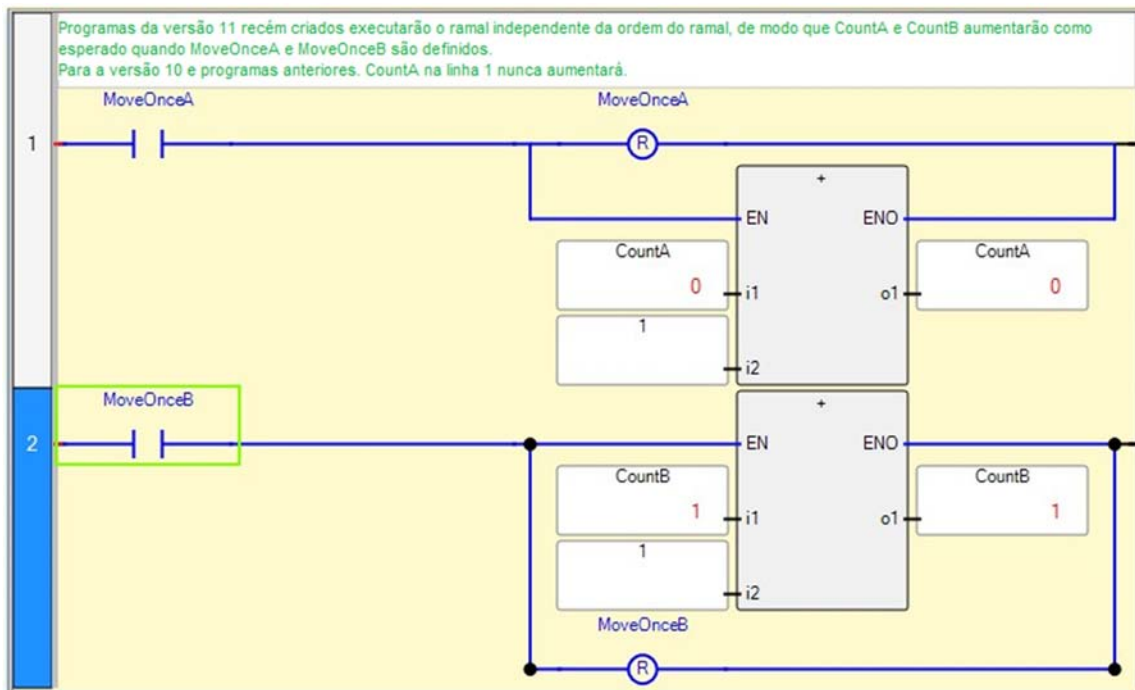 Programas da versão 11 recém criados executarão o ramal independente da ordem do ramal, de modo que CountA e CountB aumentarão como
esperado quando MoveOnceA e MoveOnceB são definidos.
Para a versão 10 e programas anteriores. CountA na linha 1 nunca aumentará.
MoveOnceA
MoveOnceA
1
R
+
EN
ENO
CountA
0
i1
o1
CountA
0
1
i2
MoveOnceB
2
+
EN
ENO
CountB
1
i1
o1
CountB
1
1
i2
MoveOnceB
R